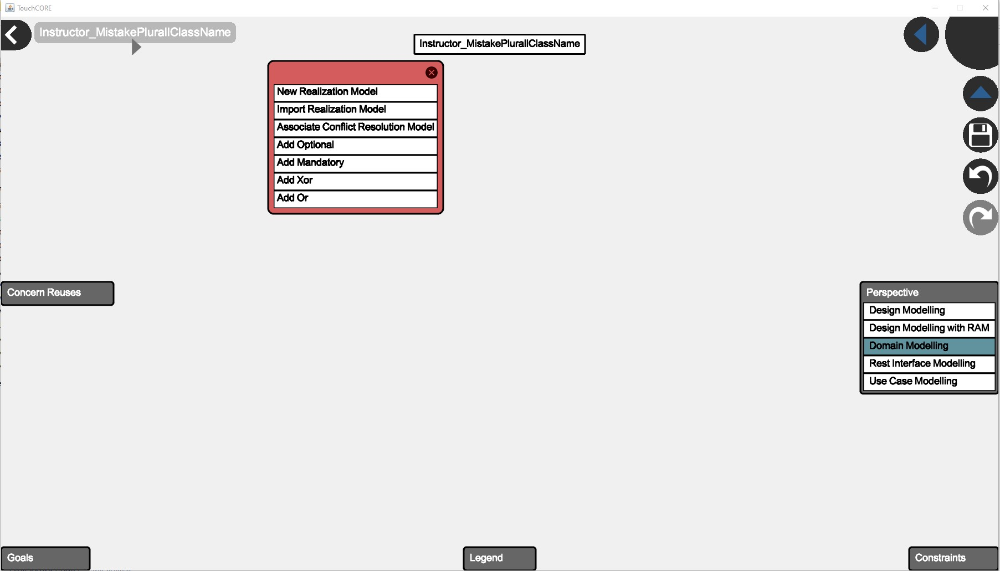 TouchCORE
Instructor_MistakePlurallClassName
Instructor_MistakePlurallClassName
New Realization Model
Import Realization Model
Associate Conflict Resolution Model
Add Optional
Add Mandatory
Add Xor
Add Or
Concern Reuses
Perspective
Design Modelling
Design Modelling with RAM
Domain Modelling
Rest Interface Modelling
Use Case Modelling
Goals
Legend
Constraints